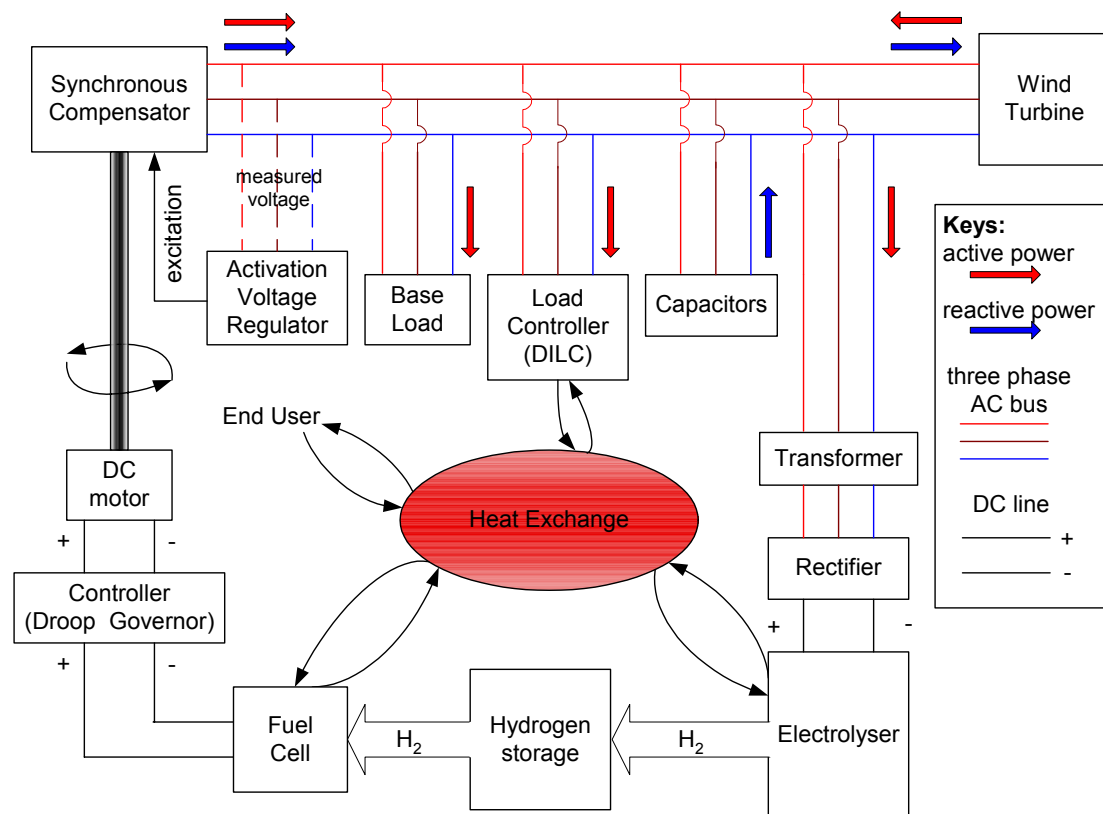 Synchronous
Compensator
Wind
Turbine
measured
voltage
excitation
Activation
Voltage
Regulator
Base
Load
Load
Controller
(DILC)
Capacitors
Keys:
active power
reactive power
three phase
AC bus
DC line
+
-
End User
Transformer
DC
motor
Heat Exchange
+
-
Rectifier
Controller
(Droop Governor)
+
-
+
-
Fuel
Cell
H2
Hydrogen
storage
H2
Electrolyser